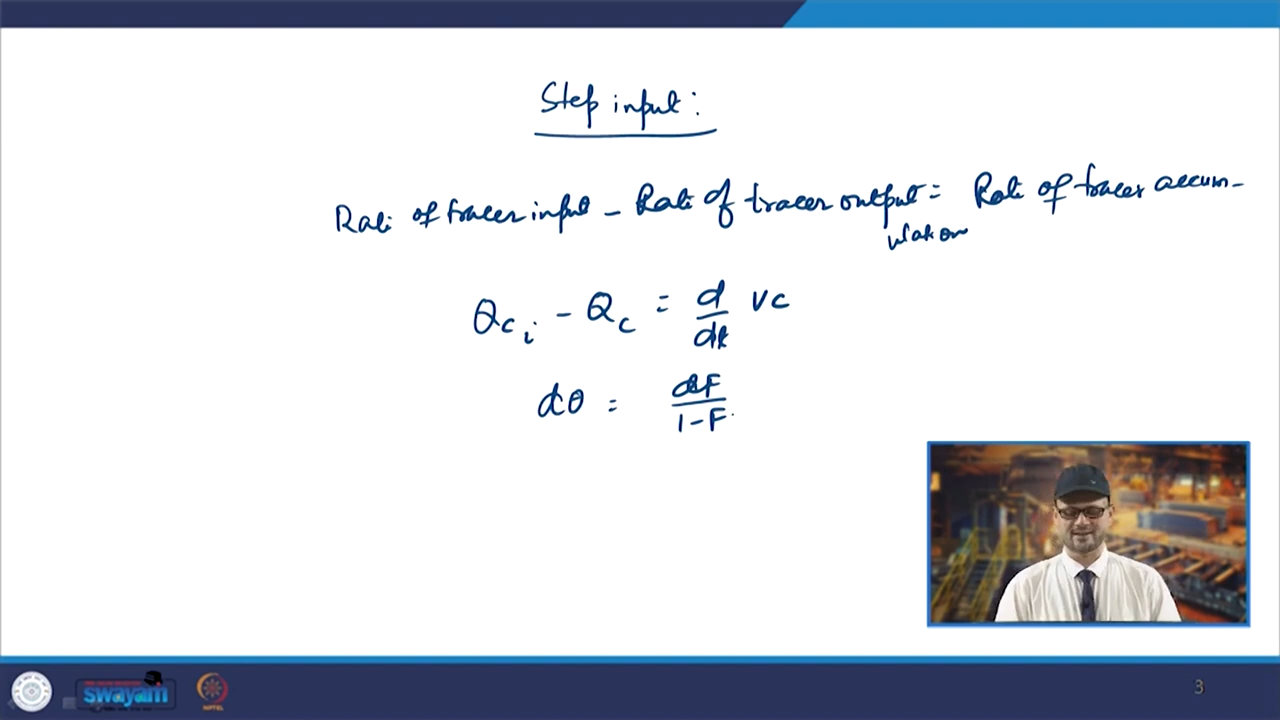 Step input:
Rate of tracer input - Rate of tracer output = Rate of tracer accum-
ulation
Qc_i - Qc = d/dt VC
dθ = dF/1-F
swayam
NPTEL
3